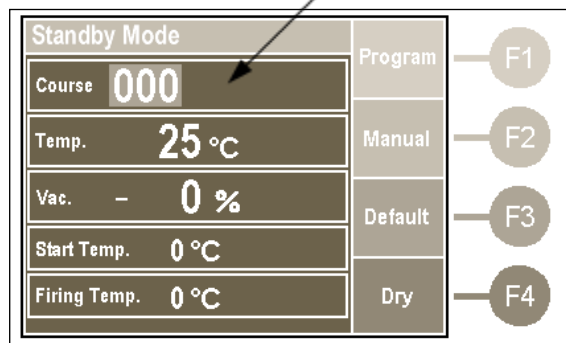 Standby Mode
Course 000
Temp. 25 °C
Vac. – 0 %
Start Temp. 0 °C
Firing Temp. 0 °C
Program F1
Manual F2
Default F3
Dry F4